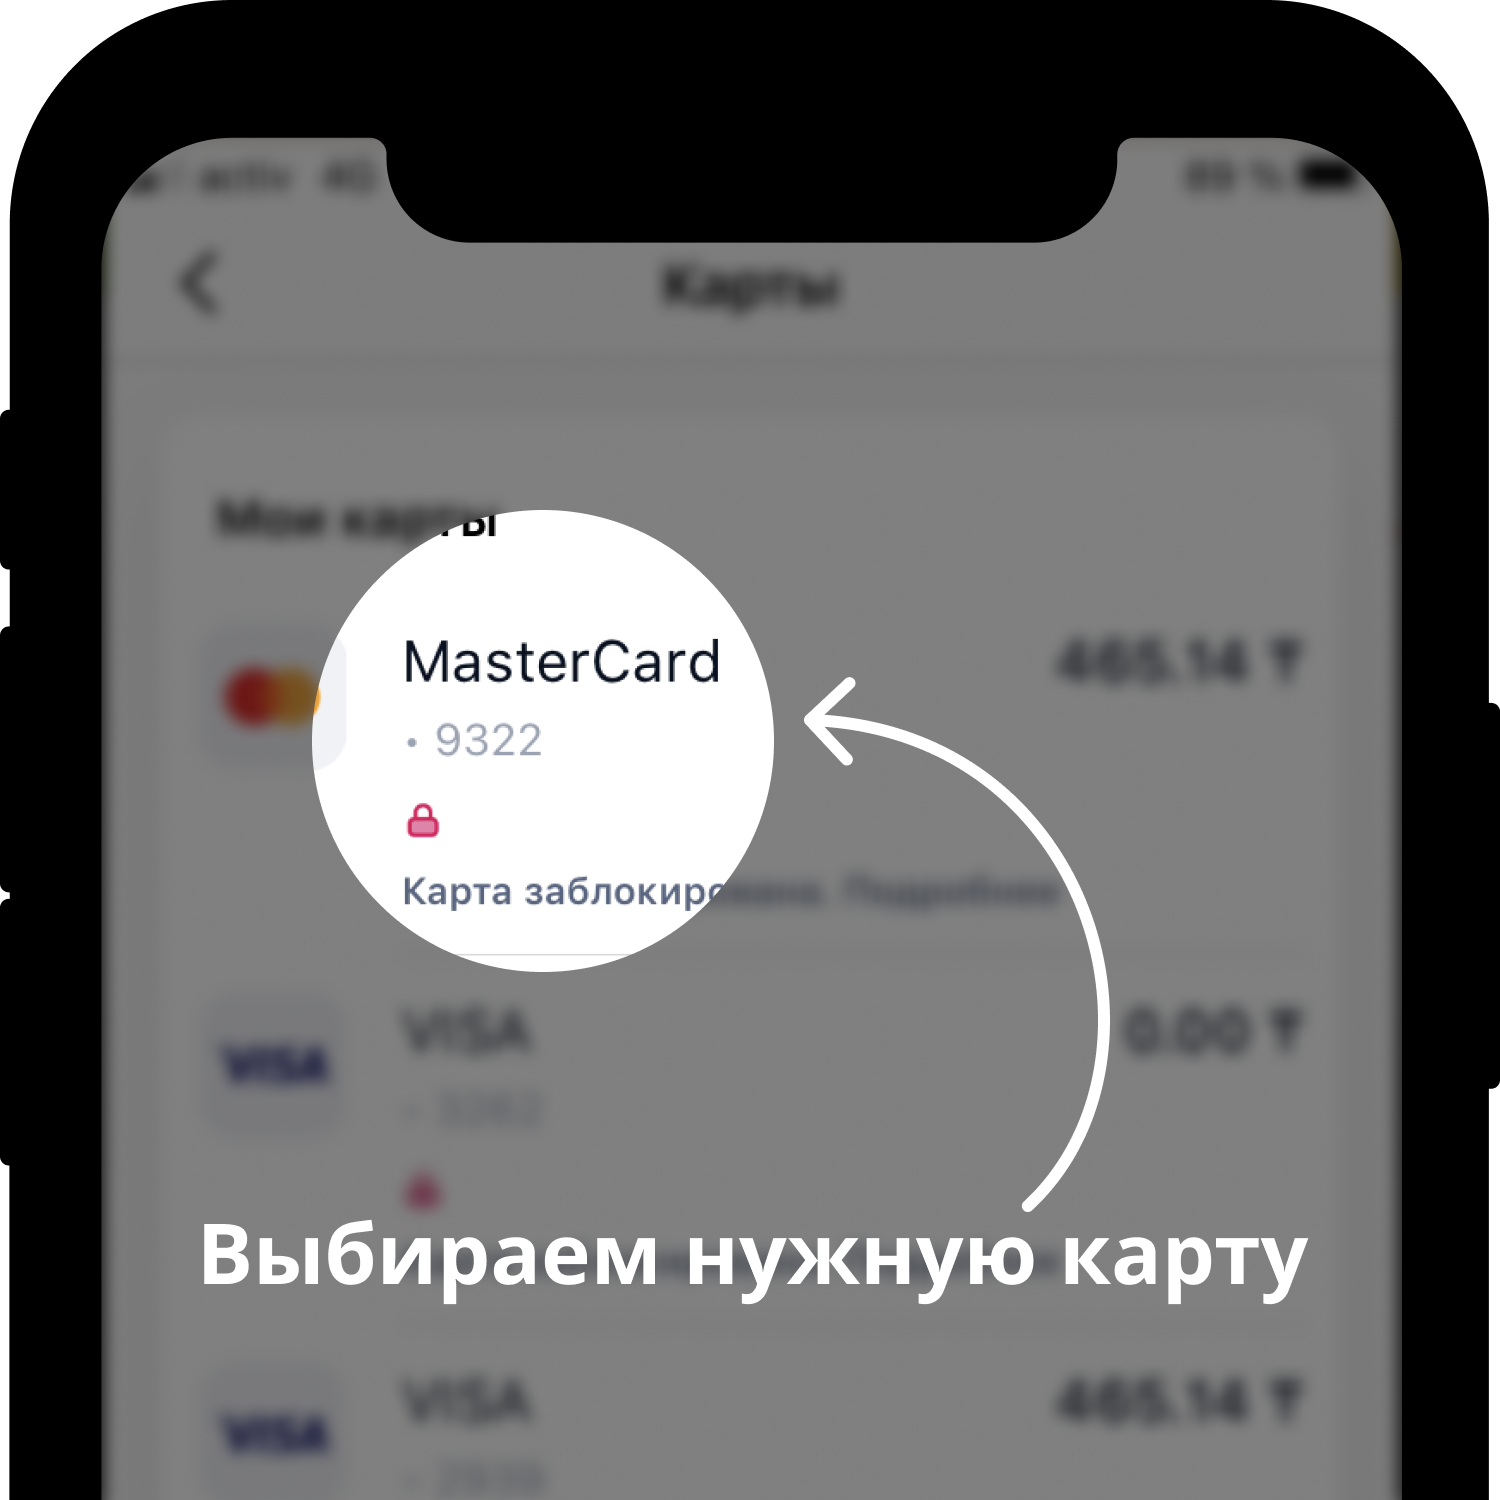 activ 4G 89 %
Карты
Мои карты
MasterCard 465.14 ₸
• 9322
Карта заблокирована. Подробнее
VISA VISA 0.00 ₸
• 3262
Выбираем нужную карту
VISA VISA 465.14 ₸